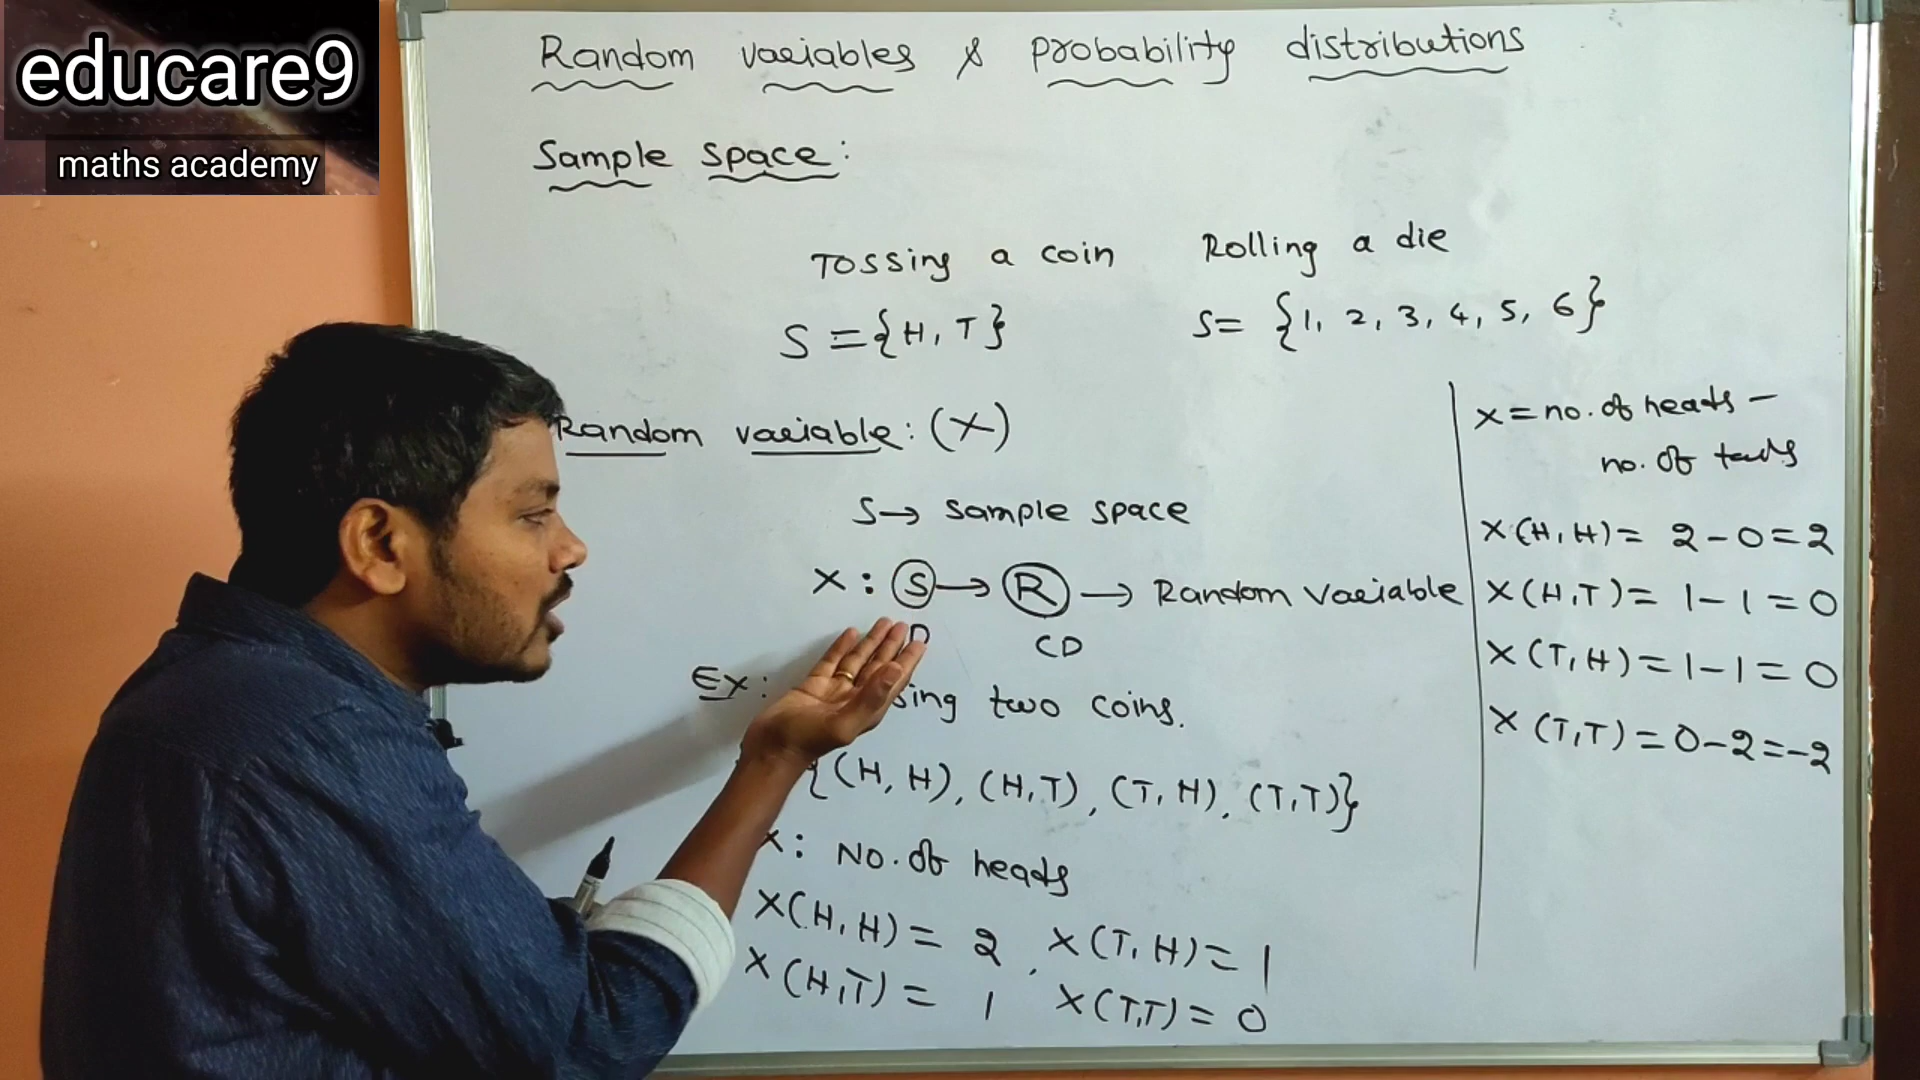 educare9
maths academy
Random variables & probability distributions
Sample space:
Tossing a coin
S = {H, T}
Rolling a die
S = {1, 2, 3, 4, 5, 6}
Random variable: (X)
S → Sample space
X : S → R → Random Variable
D CD
Ex: sing two coins.
{(H, H), (H,T), (T, H), (T,T)}
X: No. of heads
X(H, H) = 2, X(T, H) = 1
X(H,T) = 1 X(T,T) = 0
X = no. of heads -
no. of tails
X(H, H) = 2 - 0 = 2
X(H,T) = 1 - 1 = 0
X(T, H) = 1 - 1 = 0
X(T,T) = 0 - 2 = -2